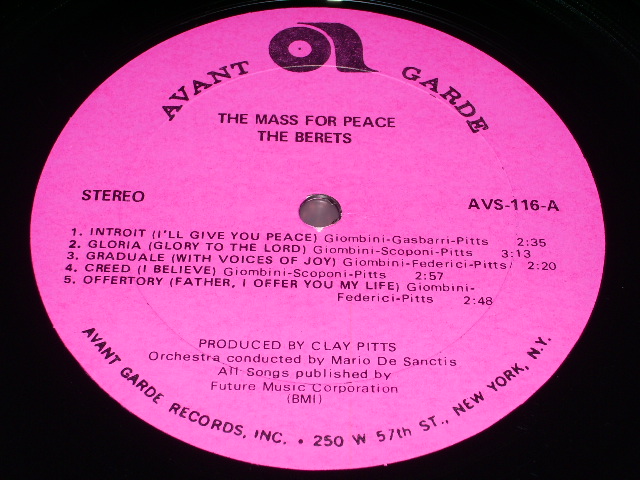 AVANT GARDE
THE MASS FOR PEACE
THE BERETS
STEREO
AVS-116-A
1. INTROIT (I'LL GIVE YOU PEACE) Giombini-Gasbarri-Pitts 2:35
2. GLORIA (GLORY TO THE LORD) Giombini-Scoponi-Pitts 3:13
3. GRADUALE (WITH VOICES OF JOY) Giombini-Federici-Pitts/ 2:20
4. CREED (I BELIEVE) Giombini-Scoponi-Pitts 2:57
5. OFFERTORY (FATHER, I OFFER YOU MY LIFE) Giombini-
Federici-Pitts 2:48
PRODUCED BY CLAY PITTS
Orchestra conducted by Mario De Sanctis
All Songs published by
Future Music Corporation
(BMI)
AVANT GARDE RECORDS, INC. • 250 W 57th ST., NEW YORK, N.Y.